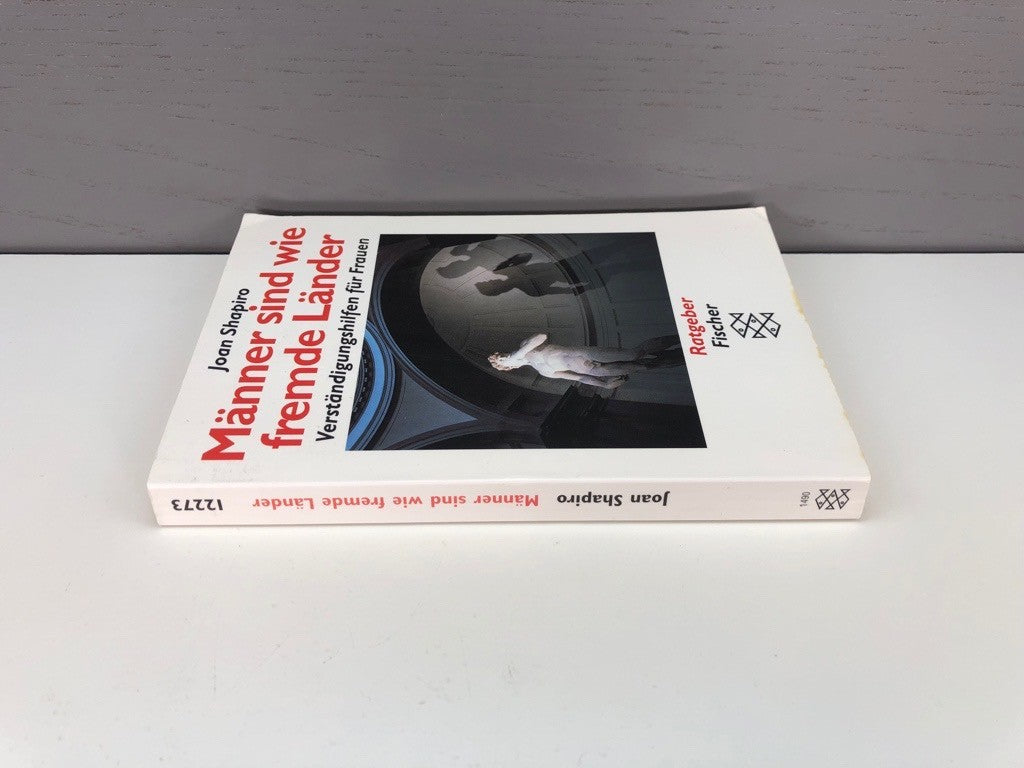 Joan Shapiro
Männer sind wie
fremde Länder
Verständigungshilfen für Frauen
Ratgeber
Fischer
12273
Männer sind wie fremde Länder
Joan Shapiro
1490